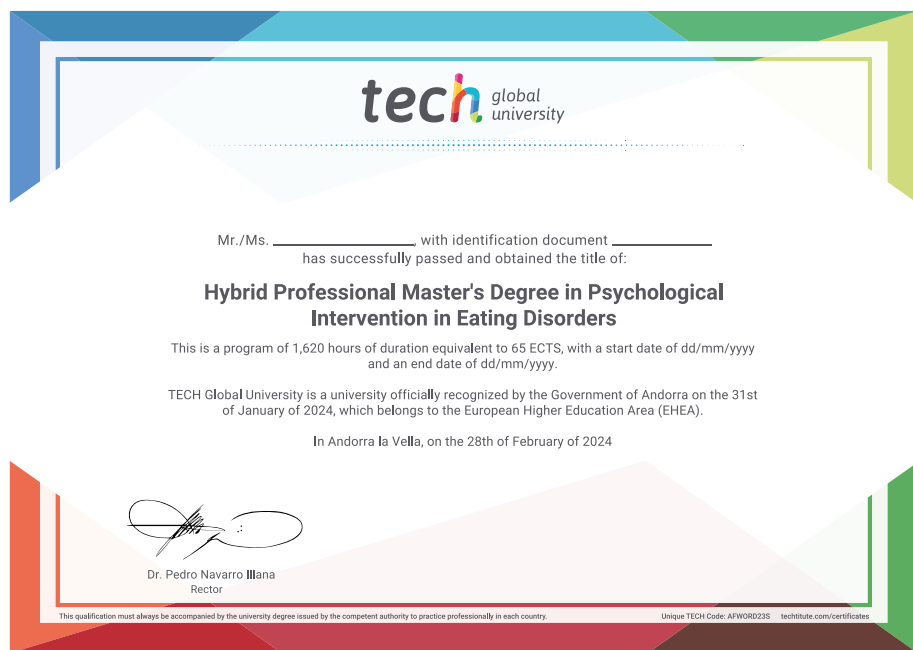 tech global university
Mr./Ms. ____________________, with identification document ______________
has successfully passed and obtained the title of:
Hybrid Professional Master's Degree in Psychological
Intervention in Eating Disorders
This is a program of 1,620 hours of duration equivalent to 65 ECTS, with a start date of dd/mm/yyyy
and an end date of dd/mm/yyyy.
TECH Global University is a university officially recognized by the Government of Andorra on the 31st
of January of 2024, which belongs to the European Higher Education Area (EHEA).
In Andorra la Vella, on the 28th of February of 2024
Dr. Pedro Navarro Illana
Rector
This qualification must always be accompanied by the university degree issued by the competent authority to practice professionally in each country.
Unique TECH Code: AFWORD23S techtitute.com/certificates